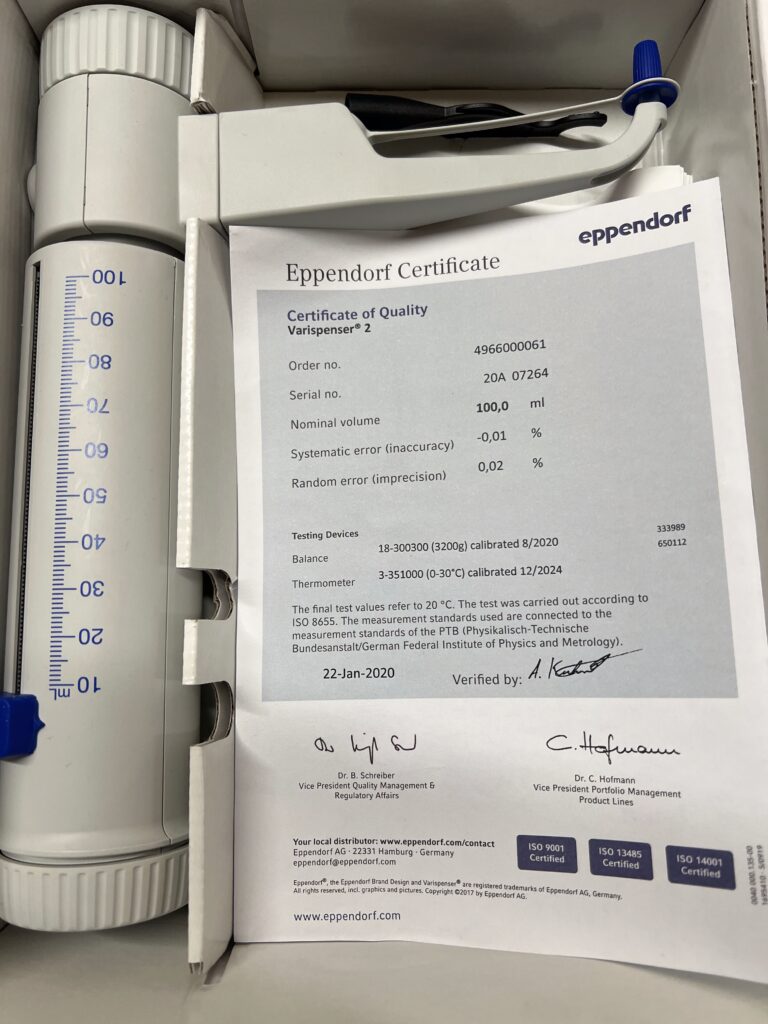 100
90
80
70
60
50
40
30
20
10
mL
eppendorf
Eppendorf Certificate
Certificate of Quality
Varispenser® 2
Order no. 4966000061
Serial no. 20A 07264
Nominal volume 100,0 ml
Systematic error (inaccuracy) -0,01 %
Random error (imprecision) 0,02 %
Testing Devices
Balance 18-300300 (3200g) calibrated 8/2020 333989
Thermometer 3-351000 (0-30°C) calibrated 12/2024 650112
The final test values refer to 20 °C. The test was carried out according to
ISO 8655. The measurement standards used are connected to the
measurement standards of the PTB (Physikalisch-Technische
Bundesanstalt/German Federal Institute of Physics and Metrology).
22-Jan-2020 Verified by:
C. Hofmann
Dr. B. Schreiber
Vice President Quality Management &
Regulatory Affairs
Dr. C. Hofmann
Vice President Portfolio Management
Product Lines
Your local distributor: www.eppendorf.com/contact
Eppendorf AG · 22331 Hamburg · Germany
eppendorf@eppendorf.com
ISO 9001
Certified
ISO 13485
Certified
ISO 14001
Certified
Eppendorf®, the Eppendorf Brand Design and Varispenser® are registered trademarks of Eppendorf AG, Germany.
All rights reserved, incl. graphics and pictures. Copyright ©2017 by Eppendorf AG.
www.eppendorf.com
0040 000.135-00